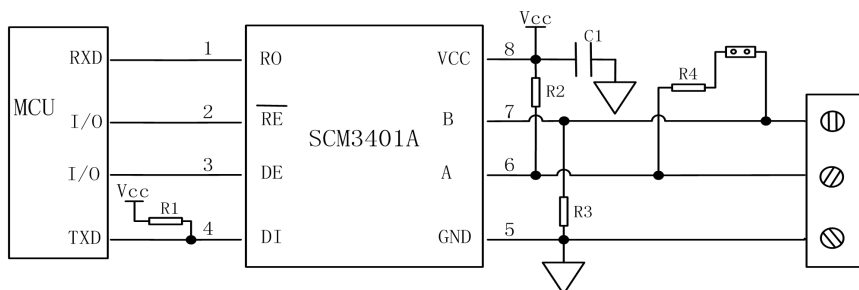 Vcc
C1
RXD
1
RO
VCC
8
R4
MCU
R2
I/O
2
RE
B
7
SCM3401A
I/O
3
DE
A
6
Vcc
R1
R3
TXD
4
DI
GND
5